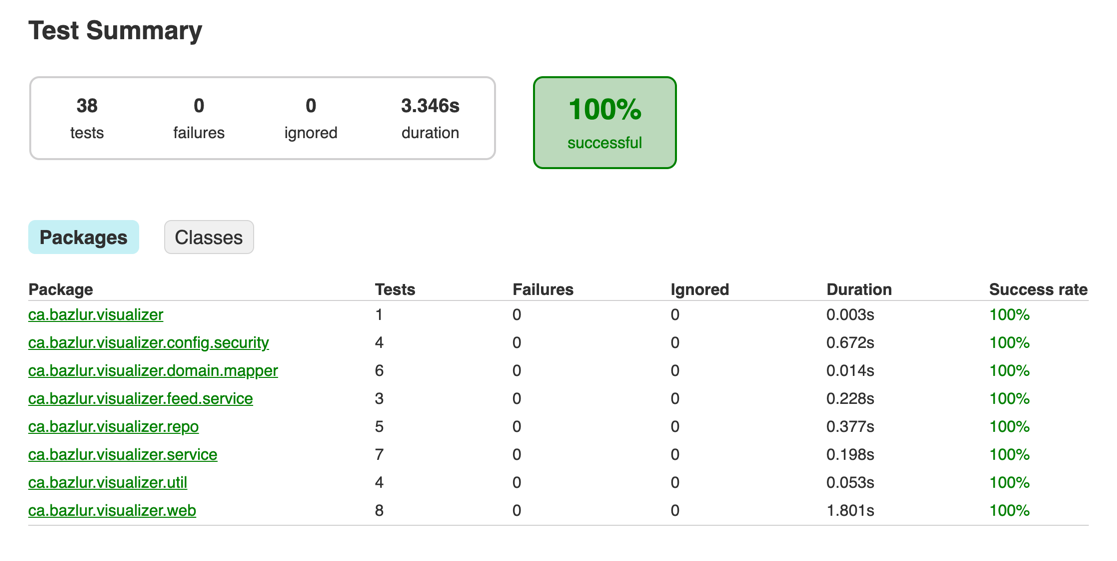 Test Summary
38 0 0 3.346s
tests failures ignored duration
100%
successful
Packages Classes
Package Tests Failures Ignored Duration Success rate
ca.bazlur.visualizer 1 0 0 0.003s 100%
ca.bazlur.visualizer.config.security 4 0 0 0.672s 100%
ca.bazlur.visualizer.domain.mapper 6 0 0 0.014s 100%
ca.bazlur.visualizer.feed.service 3 0 0 0.228s 100%
ca.bazlur.visualizer.repo 5 0 0 0.377s 100%
ca.bazlur.visualizer.service 7 0 0 0.198s 100%
ca.bazlur.visualizer.util 4 0 0 0.053s 100%
ca.bazlur.visualizer.web 8 0 0 1.801s 100%